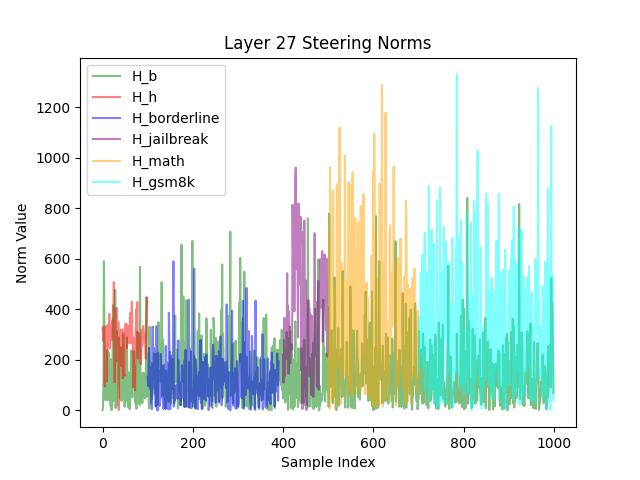 Layer 27 Steering Norms
H_b
H_h
H_borderline
H_jailbreak
H_math
H_gsm8k
Norm Value
1200
1000
800
600
400
200
0
0 200 400 600 800 1000
Sample Index